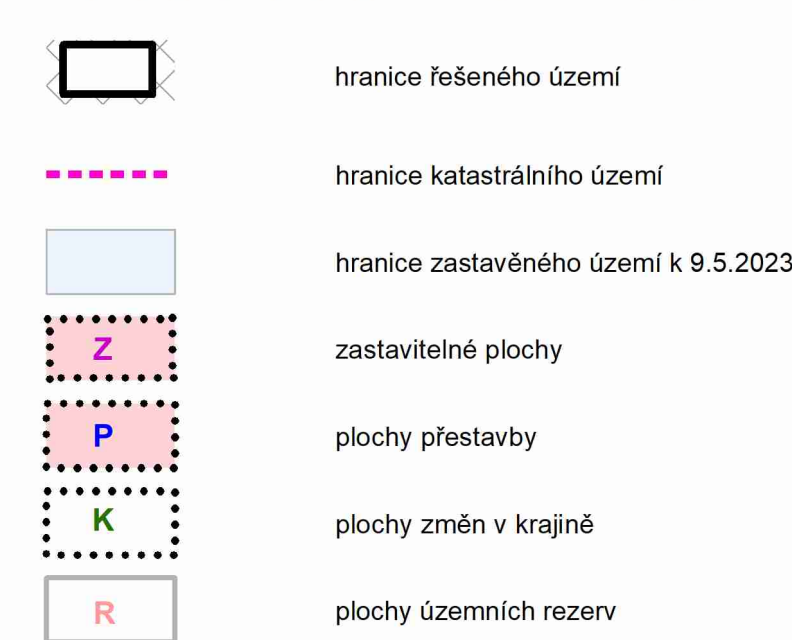 hranice řešeného území
hranice katastrálního území
hranice zastavěného území k 9.5.2023
Z zastavitelné plochy
P plochy přestavby
K plochy změn v krajině
R plochy územních rezerv